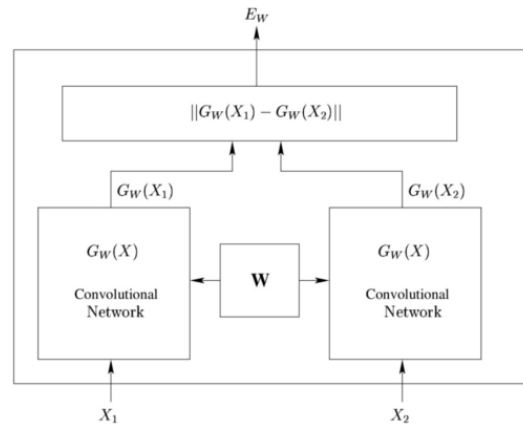 E_W
||G_W(X_1) − G_W(X_2)||
G_W(X_1)
G_W(X_2)
G_W(X)
Convolutional
Network
W
G_W(X)
Convolutional
Network
X_1
X_2